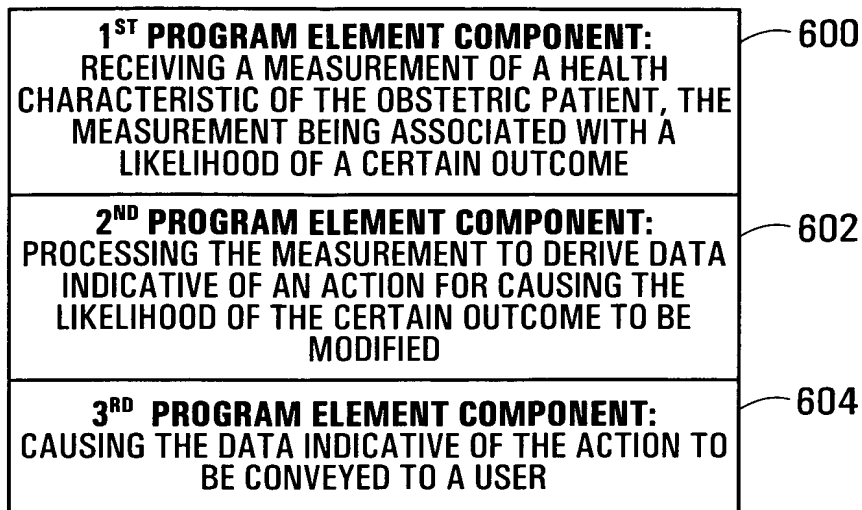 1ST PROGRAM ELEMENT COMPONENT:
RECEIVING A MEASUREMENT OF A HEALTH
CHARACTERISTIC OF THE OBSTETRIC PATIENT, THE
MEASUREMENT BEING ASSOCIATED WITH A
LIKELIHOOD OF A CERTAIN OUTCOME
600
2ND PROGRAM ELEMENT COMPONENT:
PROCESSING THE MEASUREMENT TO DERIVE DATA
INDICATIVE OF AN ACTION FOR CAUSING THE
LIKELIHOOD OF THE CERTAIN OUTCOME TO BE
MODIFIED
602
3RD PROGRAM ELEMENT COMPONENT:
CAUSING THE DATA INDICATIVE OF THE ACTION TO
BE CONVEYED TO A USER
604